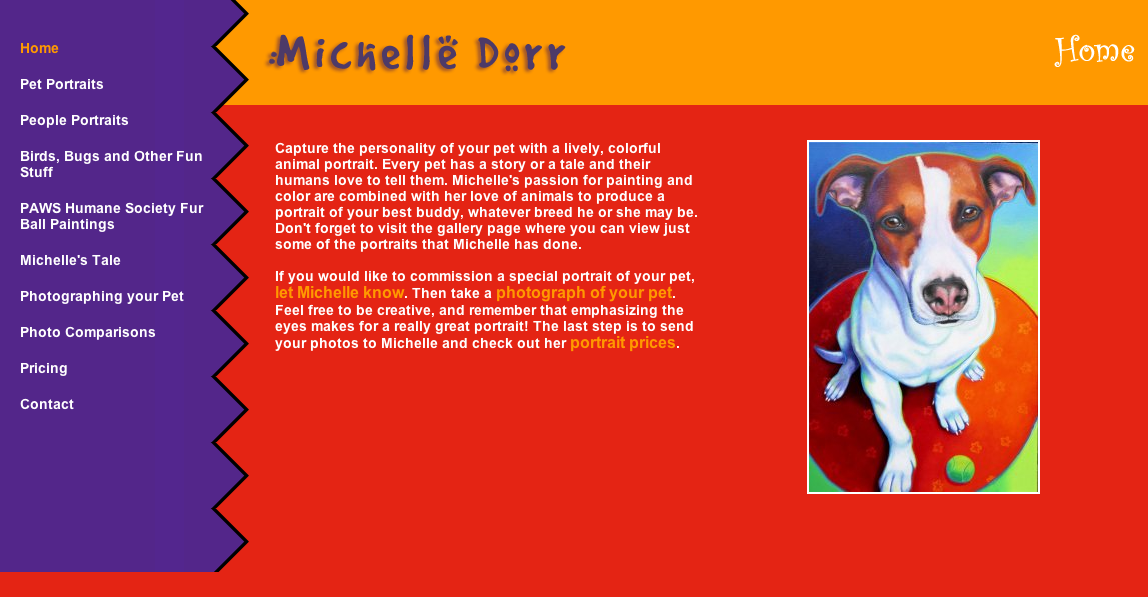 Home
Pet Portraits
People Portraits
Birds, Bugs and Other Fun
Stuff
PAWS Humane Society Fur
Ball Paintings
Michelle's Tale
Photographing your Pet
Photo Comparisons
Pricing
Contact
Michelle Dorr
Home
Capture the personality of your pet with a lively, colorful
animal portrait. Every pet has a story or a tale and their
humans love to tell them. Michelle's passion for painting and
color are combined with her love of animals to produce a
portrait of your best buddy, whatever breed he or she may be.
Don't forget to visit the gallery page where you can view just
some of the portraits that Michelle has done.
If you would like to commission a special portrait of your pet,
let Michelle know. Then take a photograph of your pet.
Feel free to be creative, and remember that emphasizing the
eyes makes for a really great portrait! The last step is to send
your photos to Michelle and check out her portrait prices.